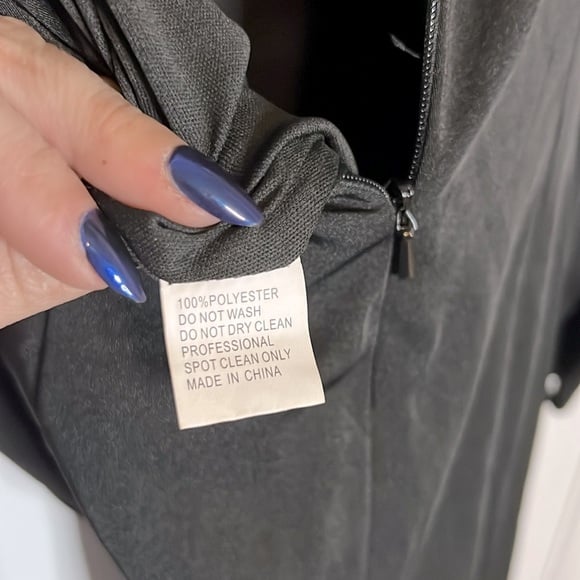 100%POLYESTER
DO NOT WASH
DO NOT DRY CLEAN
PROFESSIONAL
SPOT CLEAN ONLY
MADE IN CHINA